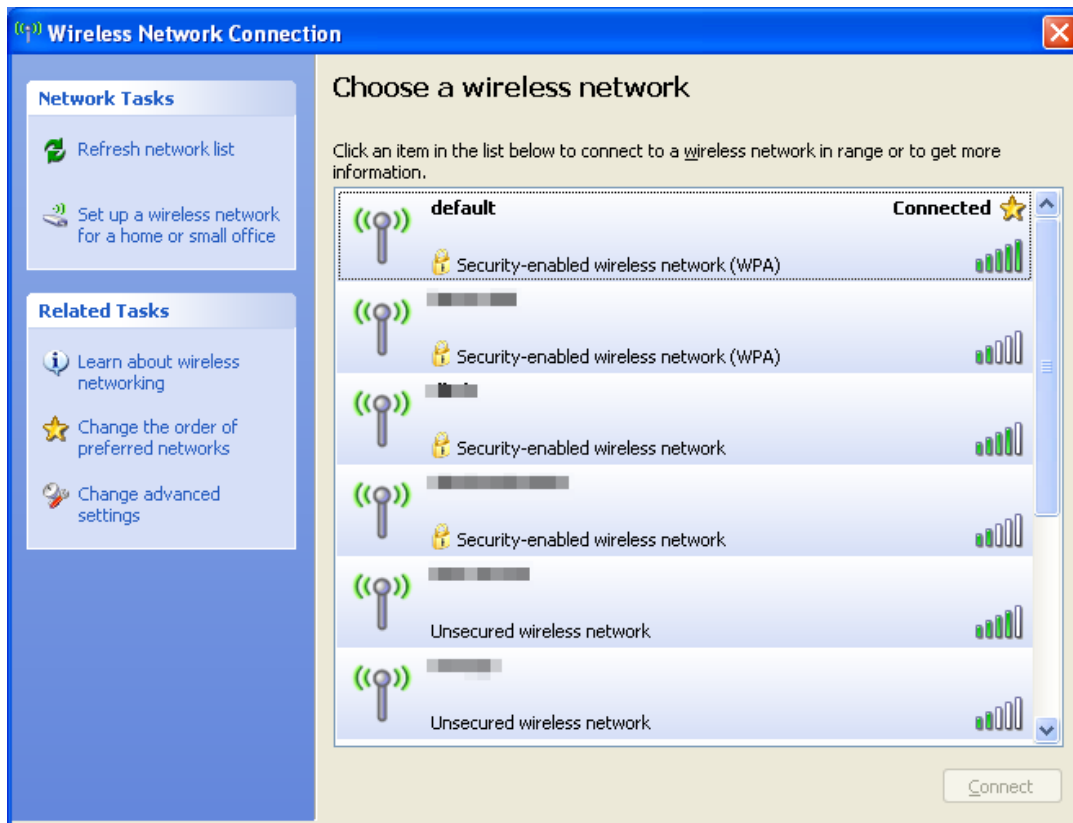 Wireless Network Connection
Network Tasks
Refresh network list
Set up a wireless network
for a home or small office
Related Tasks
Learn about wireless
networking
Change the order of
preferred networks
Change advanced
settings
Choose a wireless network
Click an item in the list below to connect to a wireless network in range or to get more
information.
default
Connected
Security-enabled wireless network (WPA)
Security-enabled wireless network (WPA)
Security-enabled wireless network
Security-enabled wireless network
Unsecured wireless network
Unsecured wireless network
Connect